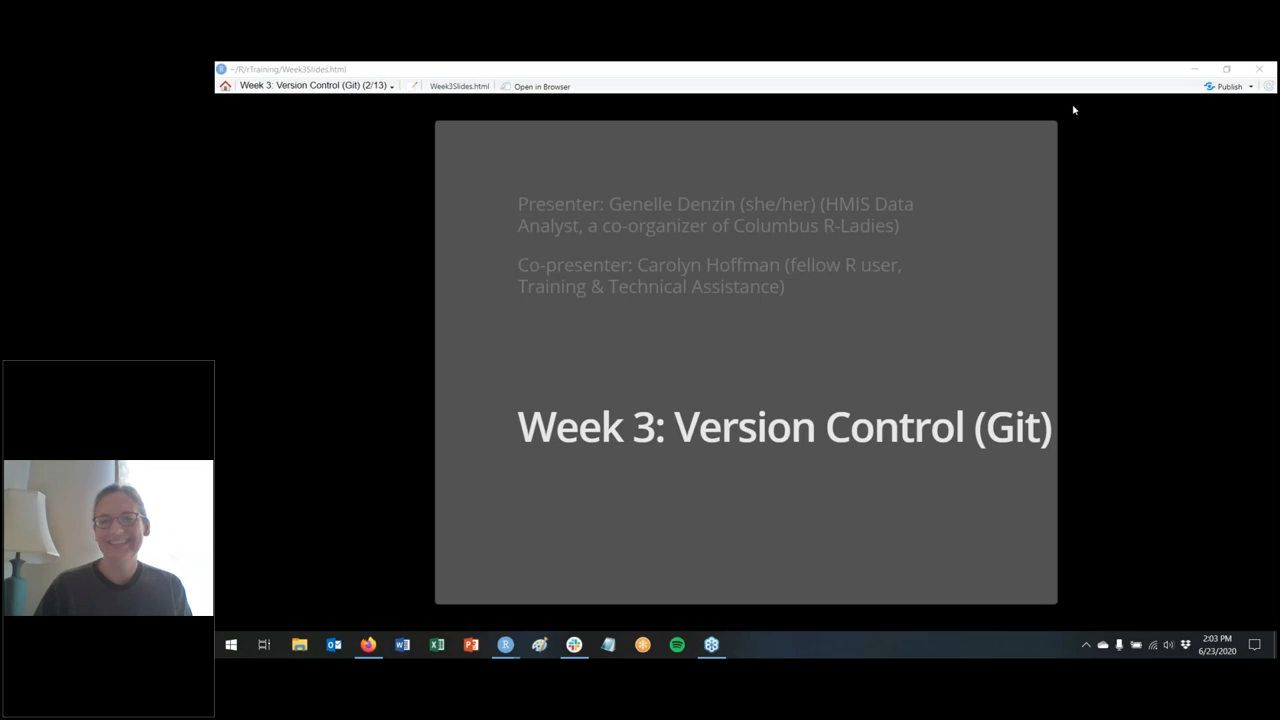 ~/R/rTraining/Week3Slides.html
Week 3: Version Control (Git) (2/13)
Week3Slides.html
Open in Browser
Publish
Presenter: Genelle Denzin (she/her) (HMIS Data
Analyst, a co-organizer of Columbus R-Ladies)
Co-presenter: Carolyn Hoffman (fellow R user,
Training & Technical Assistance)
Week 3: Version Control (Git)
2:03 PM
6/23/2020